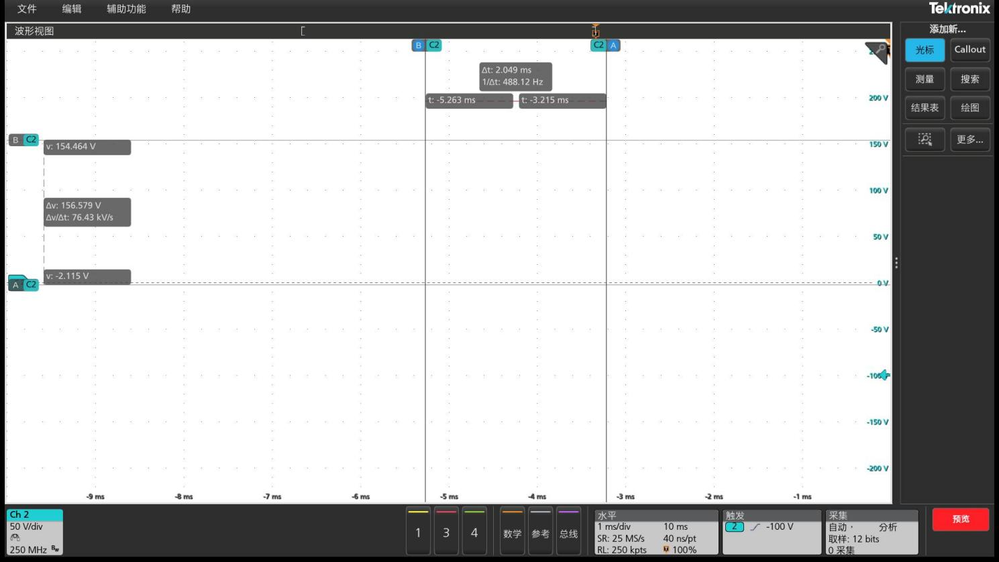 文件 编辑 辅助功能 帮助
Tektronix
波形视图
添加新...
B C2
C2 A
光标
Callout
Δt: 2.049 ms
1/Δt: 488.12 Hz
测量
搜索
t: -5.263 ms
t: -3.215 ms
200 V
结果表
绘图
B C2
v: 154.464 V
150 V
更多...
100 V
Δv: 156.579 V
Δv/Δt: 76.43 kV/s
50 V
v: -2.115 V
A C2
0 V
-50 V
-150 V
-200 V
-9 ms -8 ms -7 ms -6 ms -5 ms -4 ms -3 ms -2 ms -1 ms
Ch 2
50 V/div
250 MHz Bw
1 3 4 数学 参考 总线
水平
1 ms/div 10 ms
SR: 25 MS/s 40 ns/pt
RL: 250 kpts 100%
触发
2 -100 V
采集
自动, 分析
取样: 12 bits
0 采集
预览